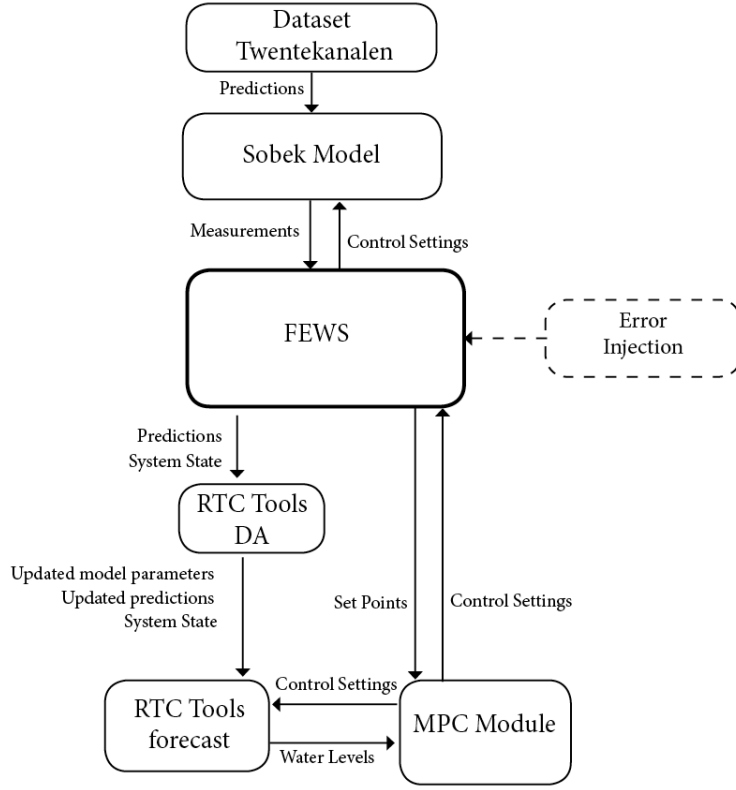 Dataset
Twentekanalen
Predictions
Sobek Model
Measurements
Control Settings
FEWS
Error
Injection
Predictions
System State
RTC Tools
DA
Updated model parameters
Updated predictions
System State
Set Points
Control Settings
Control Settings
RTC Tools
forecast
MPC Module
Water Levels